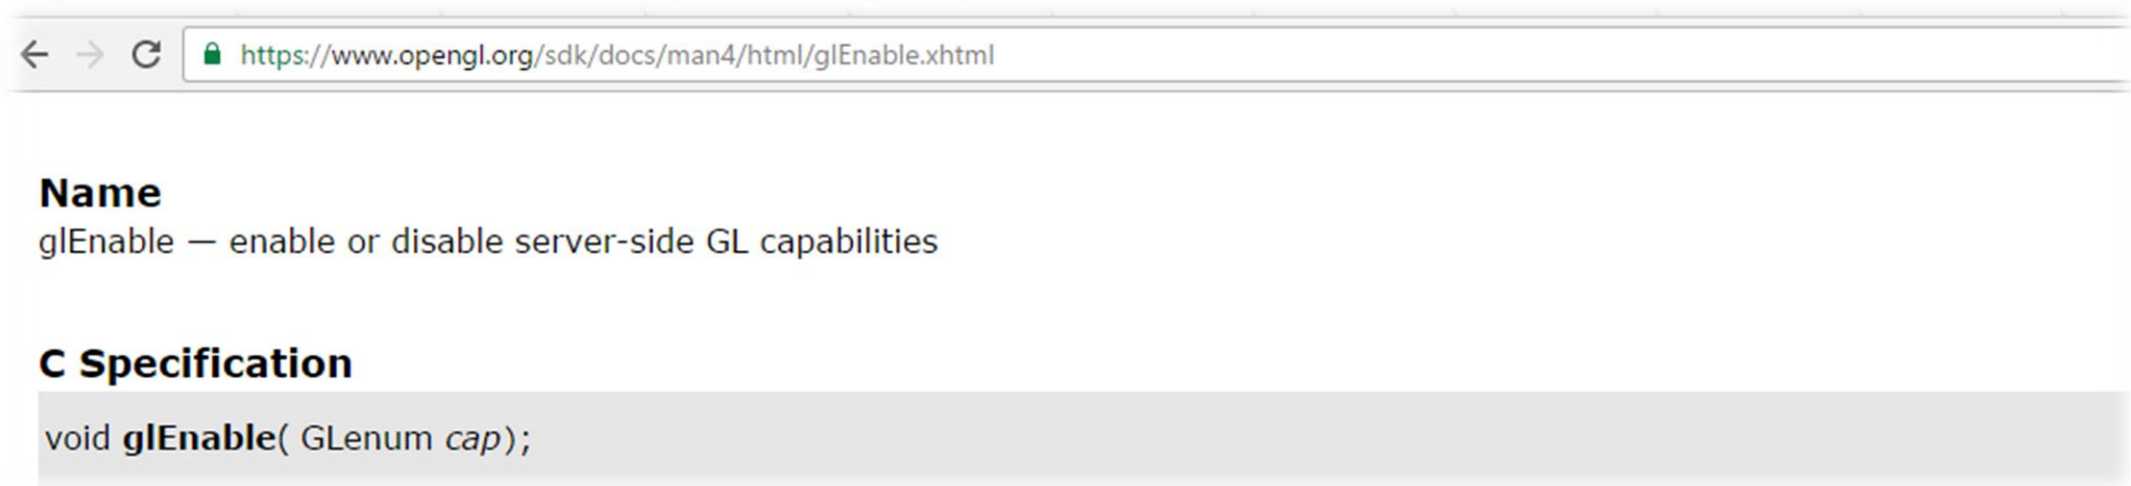 https://www.opengl.org/sdk/docs/man4/html/glEnable.xhtml
Name
glEnable — enable or disable server-side GL capabilities
C Specification
void glEnable( GLenum cap);